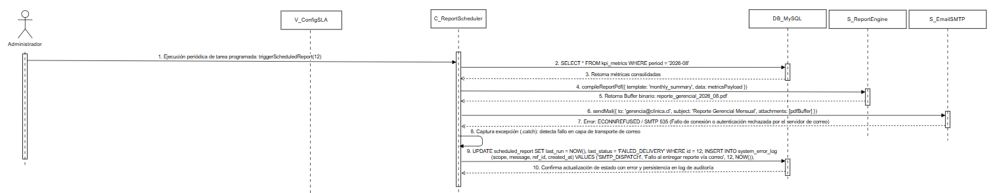 Administrador
V_ConfigSLA
C_ReportScheduler
DB_MySQL
S_ReportEngine
S_EmailSMTP
1. Ejecución periódica de tarea programada: triggerScheduledReport(12)
2. SELECT * FROM kpi_metrics WHERE period = '2026-08'
3. Retorna métricas consolidadas
4. compileReportPdf({ template: 'monthly_summary', data: metricsPayload })
5. Retorna Buffer binario: reporte_gerencial_2026_08.pdf
6. sendMail({ to: 'gerencia@clinica.cl', subject: 'Reporte Gerencial Mensual', attachments: [pdfBuffer] })
7. Error: ECONNREFUSED / SMTP 535 (Fallo de conexión o autenticación rechazada por el servidor de correo)
8. Captura excepción (.catch): detecta fallo en capa de transporte de correo
9. UPDATE scheduled_report SET last_run = NOW(), last_status = 'FAILED_DELIVERY' WHERE id = 12; INSERT INTO system_error_log
(scope, message, ref_id, created_at) VALUES ('SMTP_DISPATCH', 'Fallo al entregar reporte vía correo', 12, NOW());
10. Confirma actualización de estado con error y persistencia en log de auditoría